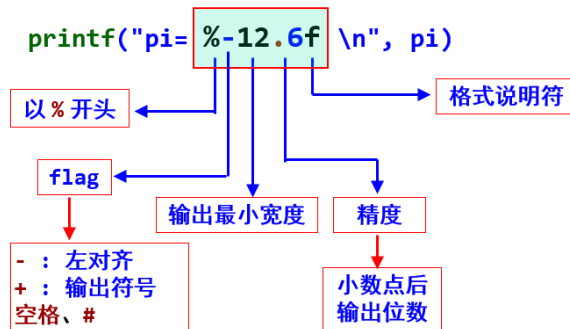 printf("pi= %-12.6f \n", pi)
以 % 开头
格式说明符
flag
输出最小宽度
精度
- : 左对齐
+ : 输出符号
空格、#
小数点后
输出位数